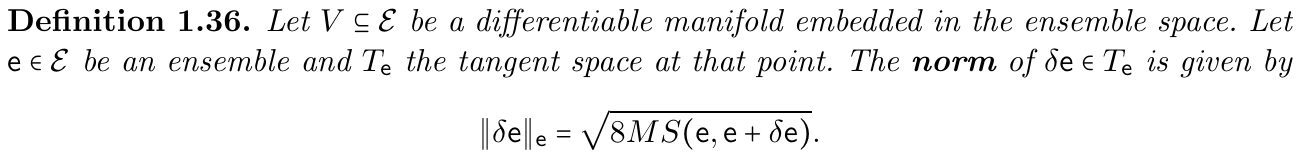 Definition 1.36. Let V ⊆ ℰ be a differentiable manifold embedded in the ensemble space. Let
e ∈ ℰ be an ensemble and Tₑ the tangent space at that point. The norm of δe ∈ Tₑ is given by
‖δe‖ₑ = √8MS(e, e + δe).